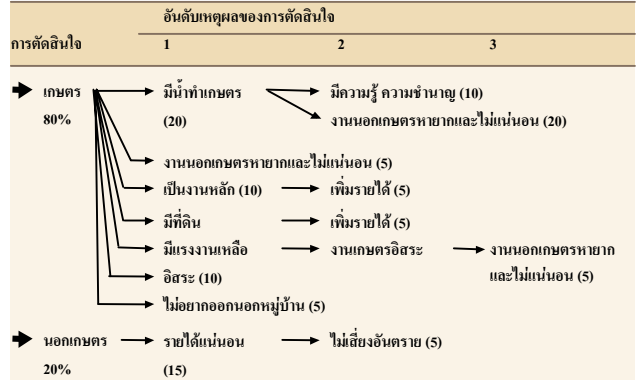 อันดับเหตุผลของการตัดสินใจ
การตัดสินใจ 1 2 3
เกษตร มีน้ำทำเกษตร มีความรู้ ความชำนาญ (10)
80% (20) งานนอกเกษตรหายากและไม่แน่นอน (20)
งานนอกเกษตรหายากและไม่แน่นอน (5)
เป็นงานหลัก (10) เพิ่มรายได้ (5)
มีที่ดิน เพิ่มรายได้ (5)
มีแรงงานเหลือ งานเกษตรอิสระ งานนอกเกษตรหายาก
อิสระ (10) และไม่แน่นอน (5)
ไม่อยากออกนอกหมู่บ้าน (5)
นอกเกษตร รายได้แน่นอน ไม่เสี่ยงอันตราย (5)
20% (15)